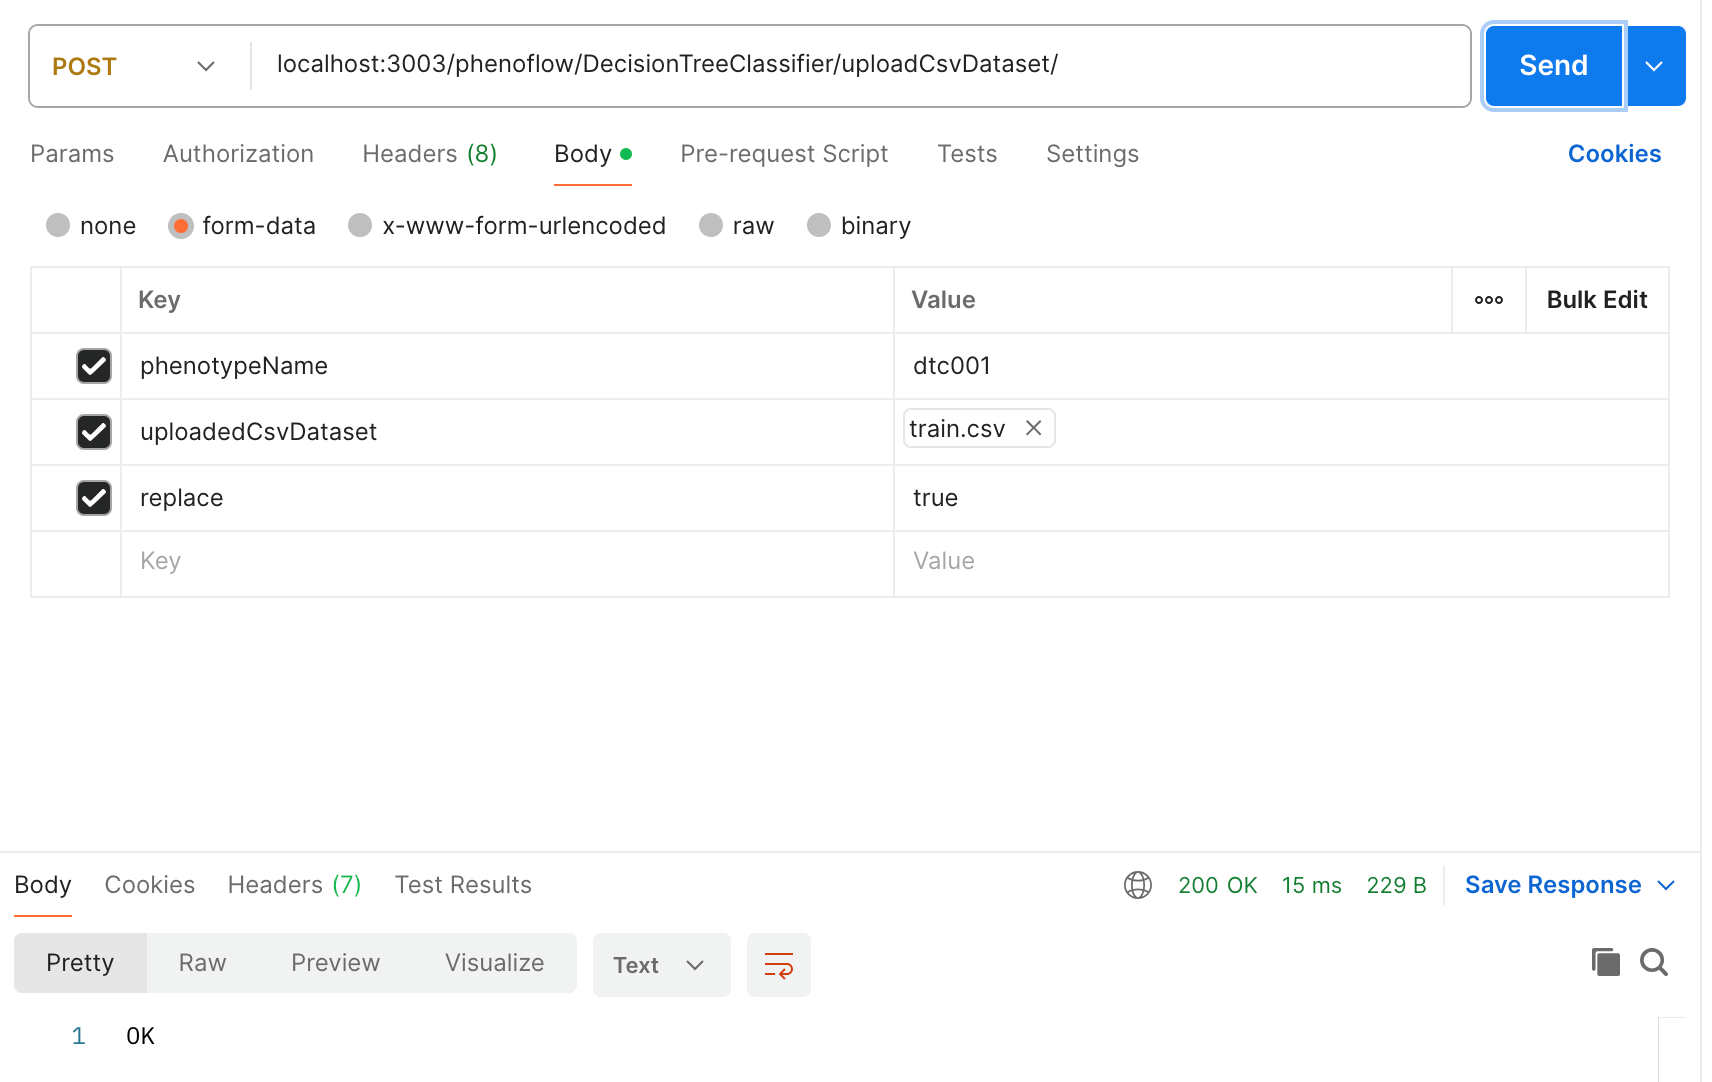 POST localhost:3003/phenoflow/DecisionTreeClassifier/uploadCsvDataset/ Send
Params Authorization Headers (8) Body Pre-request Script Tests Settings Cookies
none form-data x-www-form-urlencoded raw binary
Key Value Bulk Edit
phenotypeName dtc001
uploadedCsvDataset train.csv
replace true
Key Value
Body Cookies Headers (7) Test Results 200 OK 15 ms 229 B Save Response
Pretty Raw Preview Visualize Text
1 OK